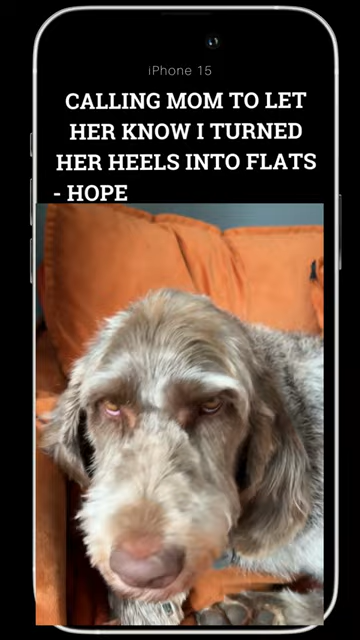 iPhone 15
CALLING MOM TO LET
HER KNOW I TURNED
HER HEELS INTO FLATS
- HOPE